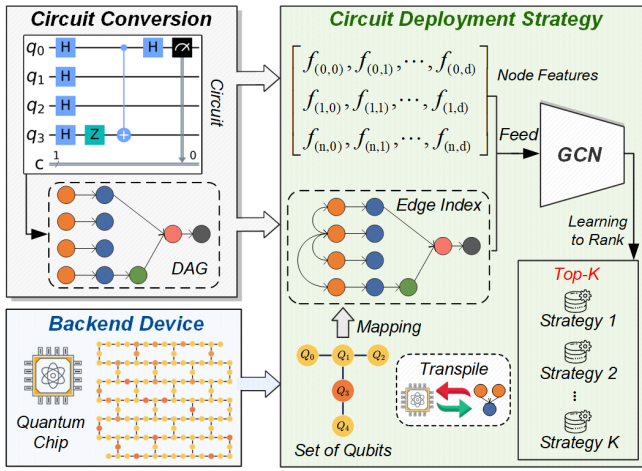 Circuit Conversion
q0 H H
q1 H
q2 H
q3 H Z
c 1 0
Circuit
DAG
Backend Device
Quantum
Chip
Circuit Deployment Strategy
f(0,0), f(0,1), ⋯, f(0,d)
f(1,0), f(1,1), ⋯, f(1,d)
f(n,0), f(n,1), ⋯, f(n,d)
Node Features
Feed
GCN
Edge Index
Learning
to Rank
Mapping
Q0 Q1 Q2
Q3
Q4
Set of Qubits
Transpile
Top-K
Strategy 1
Strategy 2
⋮
Strategy K